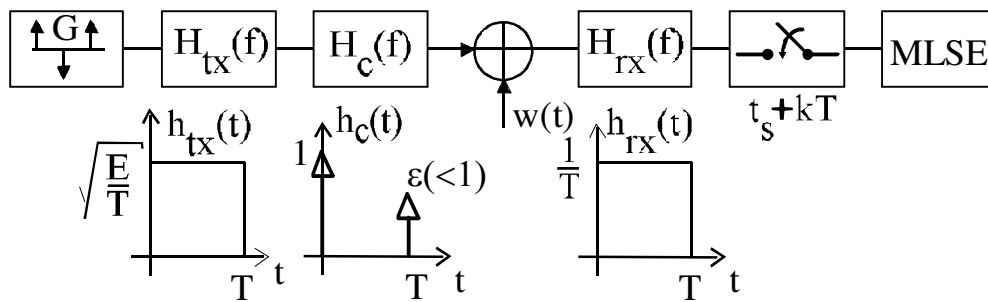 G
H_tx(f)
H_c(f)
H_rx(f)
MLSE
w(t)
t_s+kT
h_tx(t)
√E/T
T
t
h_c(t)
1
ε(<1)
T
t
h_rx(t)
1/T
T
t